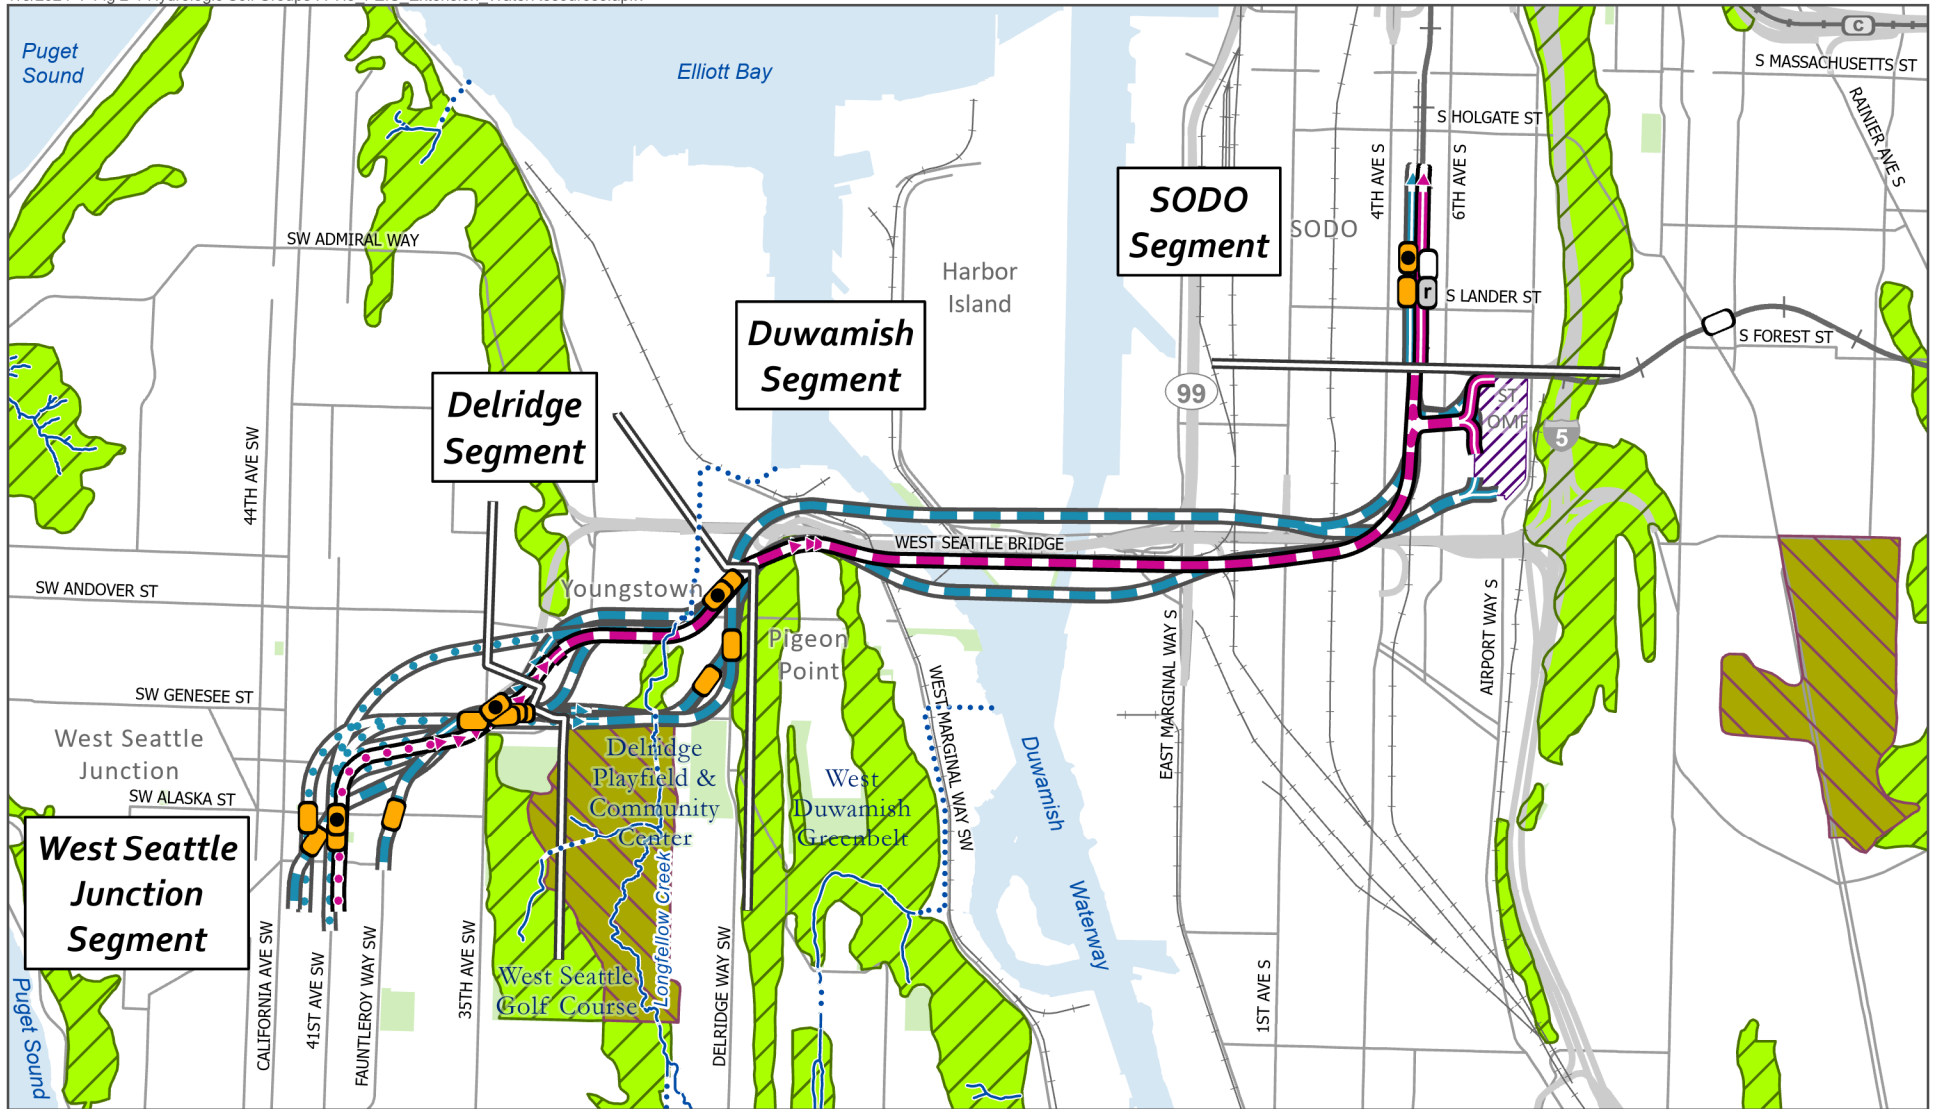 Puget
Sound
Elliott Bay
C
S MASSACHUSETTS ST
RAINIER AVE S
S HOLGATE ST
4TH AVE S
6TH AVE S
SODO
Segment
SODO
SW ADMIRAL WAY
Harbor
Island
r
S LANDER ST
S FOREST ST
Duwamish
Segment
Delridge
Segment
99
ST
OMF
5
44TH AVE SW
WEST SEATTLE BRIDGE
SW ANDOVER ST
Youngstown
Pigeon
Point
EAST MARGINAL WAY S
AIRPORT WAY S
SW GENESEE ST
WEST MARGINAL WAY SW
West Seattle
Junction
Delridge
Playfield &
Community
Center
West
Duwamish
Greenbelt
Duwamish
Waterway
SW ALASKA ST
West Seattle
Junction
Segment
Longfellow Creek
West Seattle
Golf Course
CALIFORNIA AVE SW
41ST AVE SW
FAUNTLEROY WAY SW
35TH AVE SW
DELRIDGE WAY SW
1ST AVE S
Puget Sound